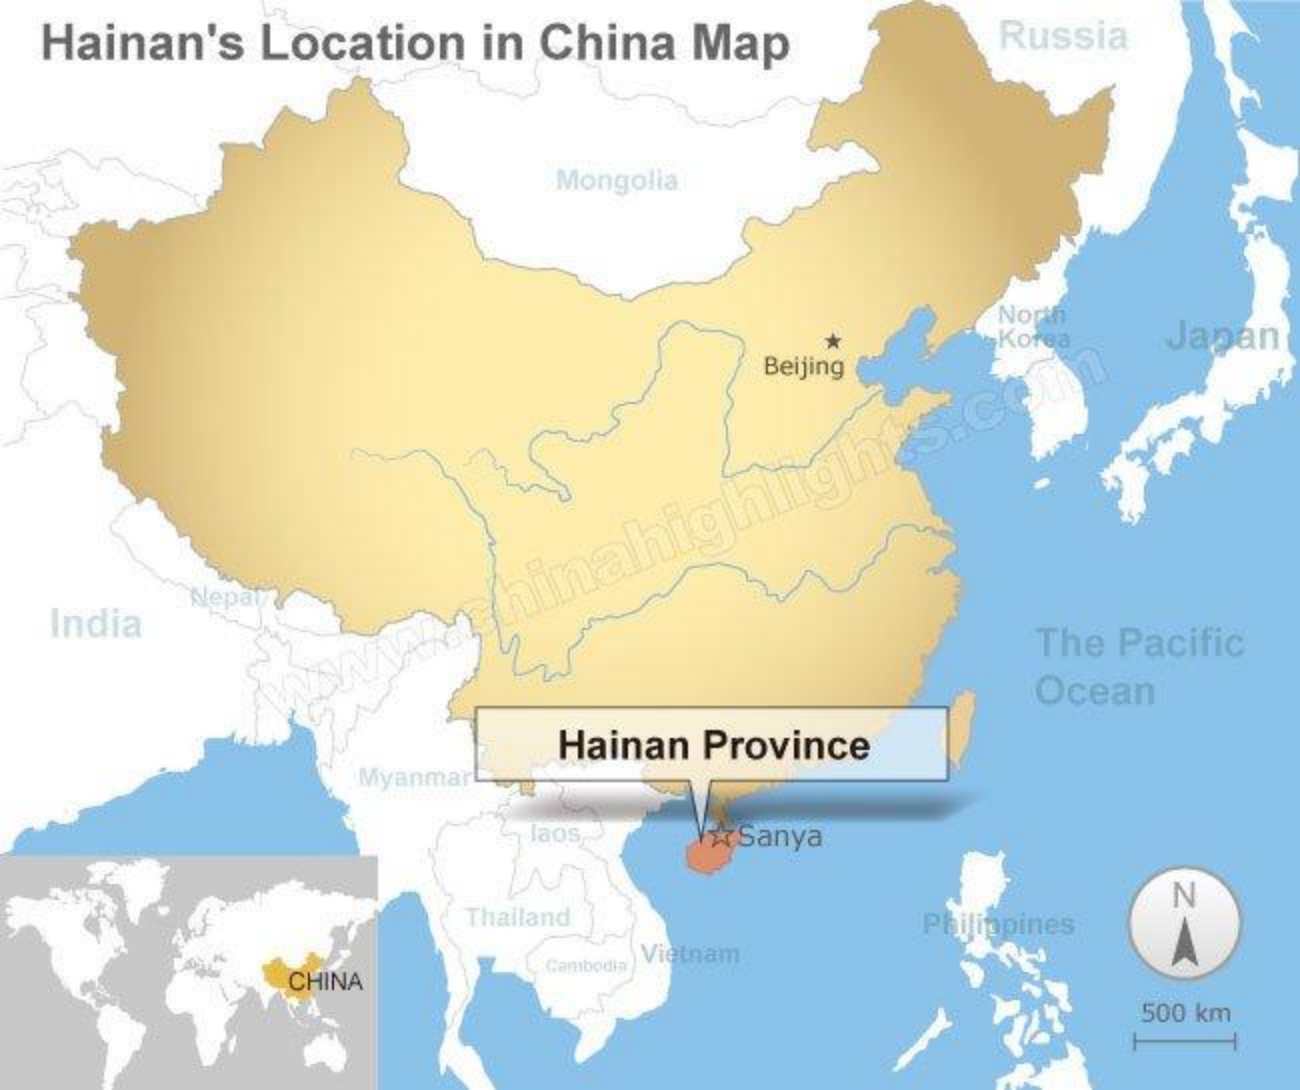 Hainan's Location in China Map
Russia
Mongolia
North
Korea
Japan
Beijing
www.chinahighlights.com
Nepal
India
The Pacific
Ocean
Hainan Province
Myanmar
laos
Sanya
Thailand
Vietnam
Cambodia
Philippines
N
500 km
CHINA